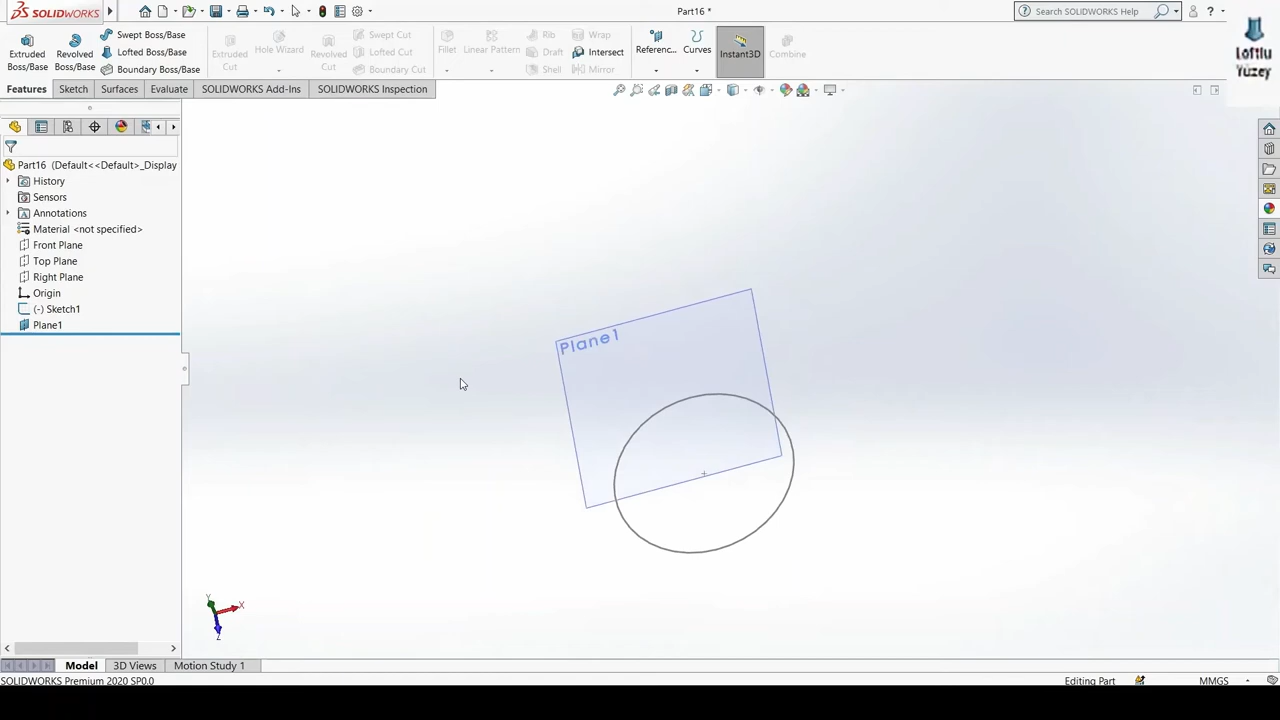 SOLIDWORKS
Part16 *
Search SOLIDWORKS Help
Extruded Boss/Base
Revolved Boss/Base
Swept Boss/Base
Lofted Boss/Base
Boundary Boss/Base
Extruded Cut
Hole Wizard
Revolved Cut
Swept Cut
Lofted Cut
Boundary Cut
Fillet
Linear Pattern
Rib
Draft
Shell
Wrap
Intersect
Mirror
Referenc...
Curves
Instant3D
Combine
Loftlu
Yüzey
Features Sketch Surfaces Evaluate SOLIDWORKS Add-Ins SOLIDWORKS Inspection
Part16 (Default<<Default>_Display
History
Sensors
Annotations
Material <not specified>
Front Plane
Top Plane
Right Plane
Origin
(-) Sketch1
Plane1
Plane1
Y
X
Z
Model 3D Views Motion Study 1
SOLIDWORKS Premium 2020 SP0.0
Editing Part
MMGS